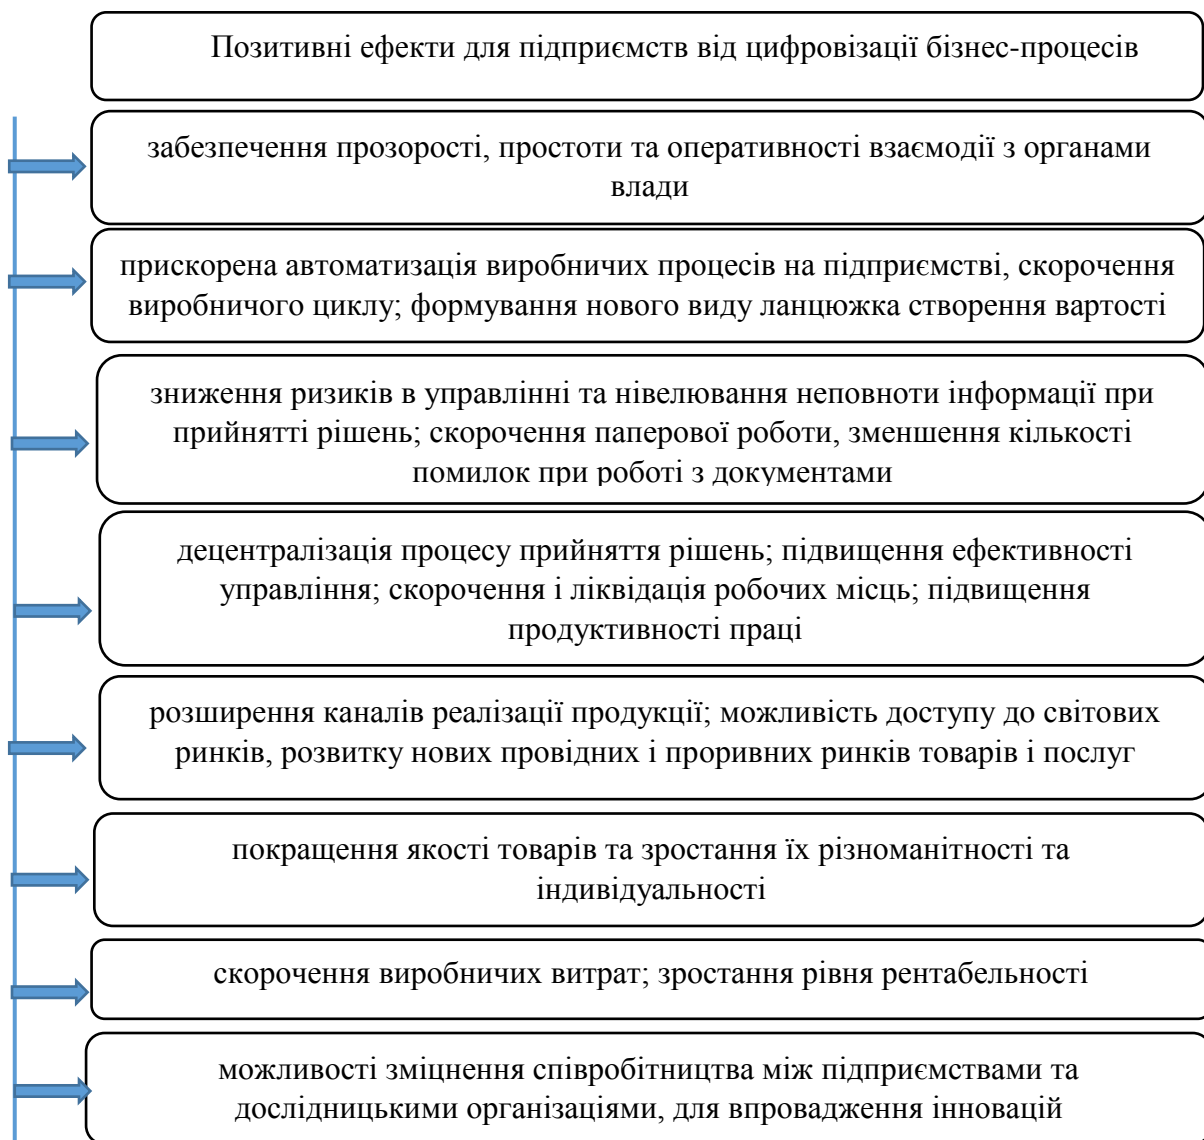 Позитивні ефекти для підприємств від цифровізації бізнес-процесів
забезпечення прозорості, простоти та оперативності взаємодії з органами
влади
прискорена автоматизація виробничих процесів на підприємстві, скорочення
виробничого циклу; формування нового виду ланцюжка створення вартості
зниження ризиків в управлінні та нівелювання неповноти інформації при
прийнятті рішень; скорочення паперової роботи, зменшення кількості
помилок при роботі з документами
децентралізація процесу прийняття рішень; підвищення ефективності
управління; скорочення і ліквідація робочих місць; підвищення
продуктивності праці
розширення каналів реалізації продукції; можливість доступу до світових
ринків, розвитку нових провідних і проривних ринків товарів і послуг
покращення якості товарів та зростання їх різноманітності та
індивідуальності
скорочення виробничих витрат; зростання рівня рентабельності
можливості зміцнення співробітництва між підприємствами та
дослідницькими організаціями, для впровадження інновацій